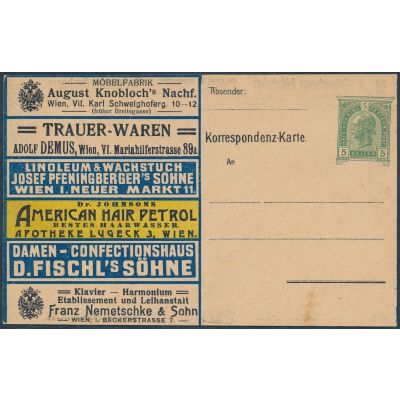 MÖBELFABRIK
August Knobloch's Nachf.
Wien, VII. Karl Schweighoferg. 10-12
(früher Breitegasse)
TRAUER-WAREN
ADOLF DEMUS, Wien, VI. Mariahilferstrasse 89a
LINOLEUM & WACHSTUCH
JOSEF PFENINGBERGER'S SÖHNE
WIEN I. NEUER MARKT 11.
Dr. JOHNSONS
AMERICAN HAIR PETROL
BESTES HAARWASSER.
APOTHEKE LUGECK 3, WIEN.
DAMEN-CONFECTIONSHAUS
D. FISCHL'S SÖHNE
Klavier — Harmonium
Etablissement und Leihanstalt
Franz Nemetschke & Sohn
WIEN, I. BÄCKERSTRASSE 7.
Absender:
Korrespondenz-Karte.
An
5
5 HELLER 5